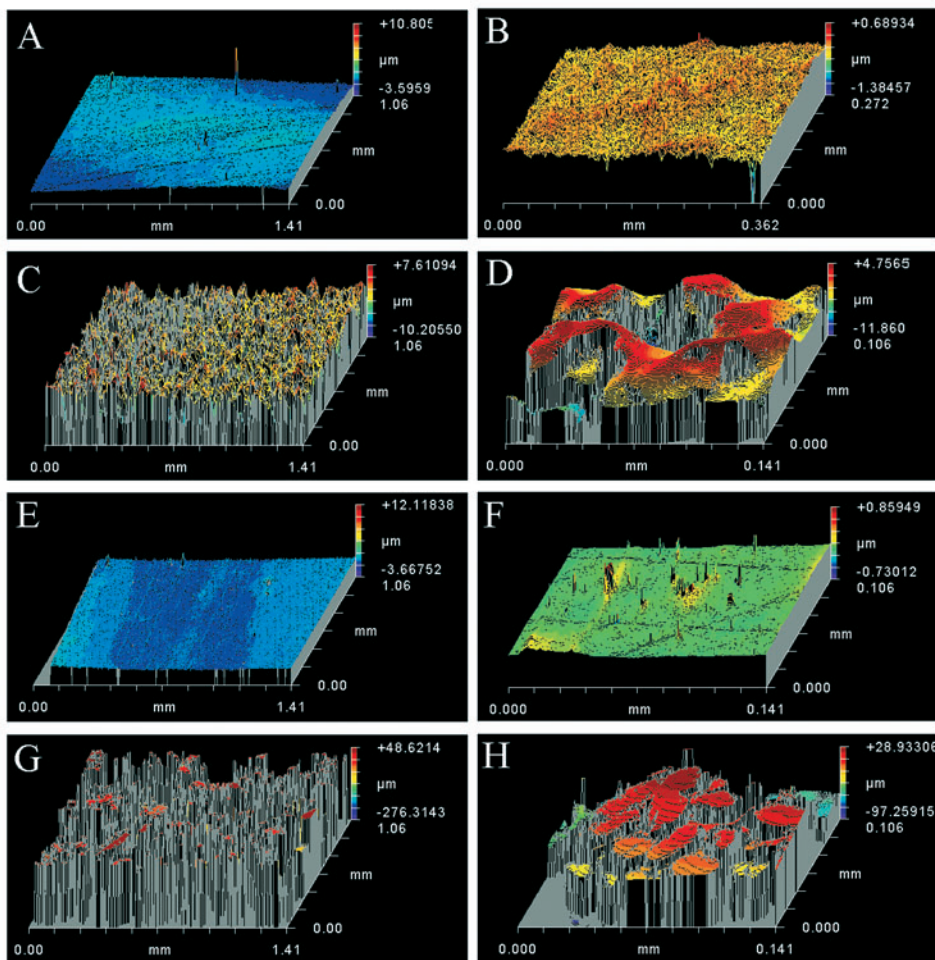 A
+10.805
µm
-3.5959
1.06
mm
0.00
0.00 mm 1.41
B
+0.68934
µm
-1.38457
0.272
mm
0.000
0.000 mm 0.362
C
+7.61094
µm
-10.20550
1.06
mm
0.00
0.00 mm 1.41
D
+4.7565
µm
-11.860
0.106
mm
0.000
0.000 mm 0.141
E
+12.11838
µm
-3.66752
1.06
mm
0.00
0.00 mm 1.41
F
+0.85949
µm
-0.73012
0.106
mm
0.000
0.000 mm 0.141
G
+48.6214
µm
-276.3143
1.06
mm
0.00
0.00 mm 1.41
H
+28.93306
µm
-97.25915
0.106
mm
0.000
0.000 mm 0.141